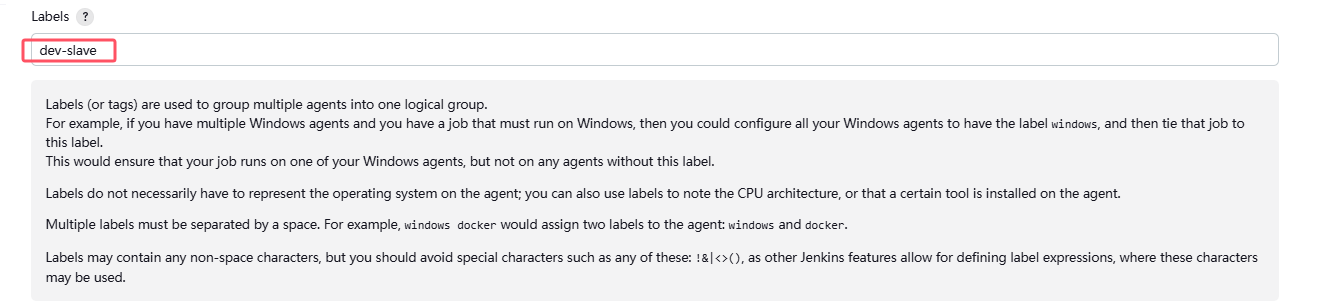 Labels ?
dev-slave
Labels (or tags) are used to group multiple agents into one logical group.
For example, if you have multiple Windows agents and you have a job that must run on Windows, then you could configure all your Windows agents to have the label windows, and then tie that job to
this label.
This would ensure that your job runs on one of your Windows agents, but not on any agents without this label.
Labels do not necessarily have to represent the operating system on the agent; you can also use labels to note the CPU architecture, or that a certain tool is installed on the agent.
Multiple labels must be separated by a space. For example, windows docker would assign two labels to the agent: windows and docker.
Labels may contain any non-space characters, but you should avoid special characters such as any of these: !&|<>(), as other Jenkins features allow for defining label expressions, where these characters
may be used.